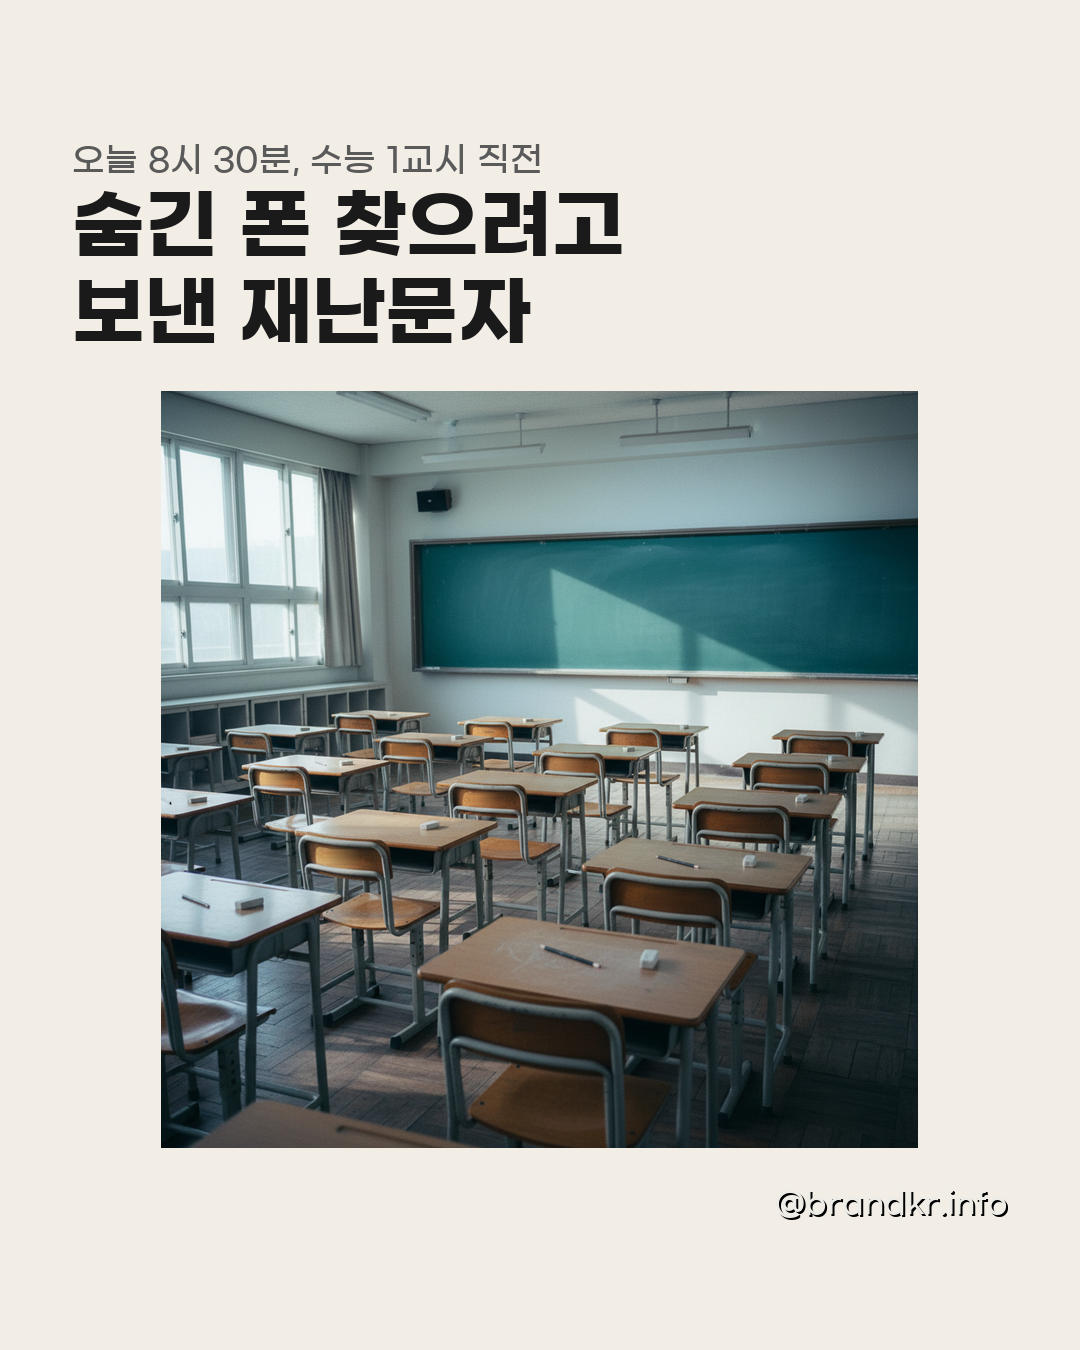 오늘 8시 30분, 수능 1교시 직전
숨긴 폰 찾으려고
보낸 재난문자
@brandkr.info